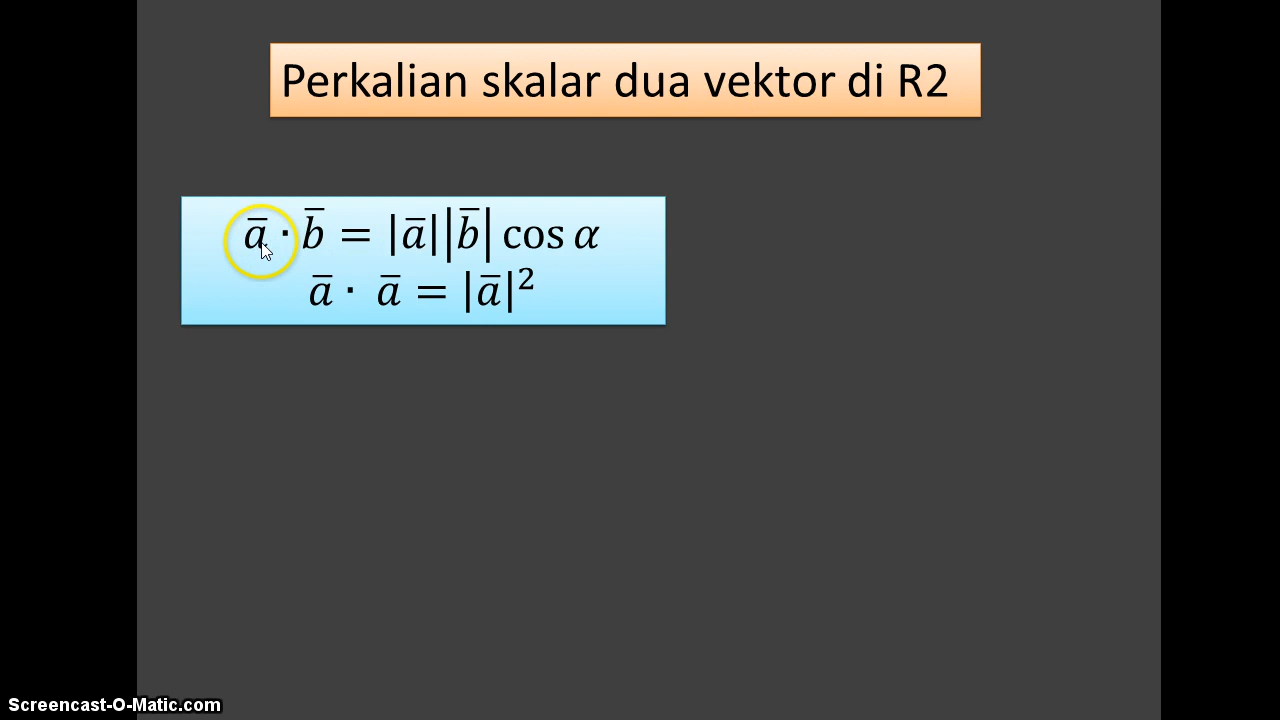 Perkalian skalar dua vektor di R2
a̅ · b̅ = |a̅||b̅| cos α
a̅ · a̅ = |a̅|²
Screencast-O-Matic.com